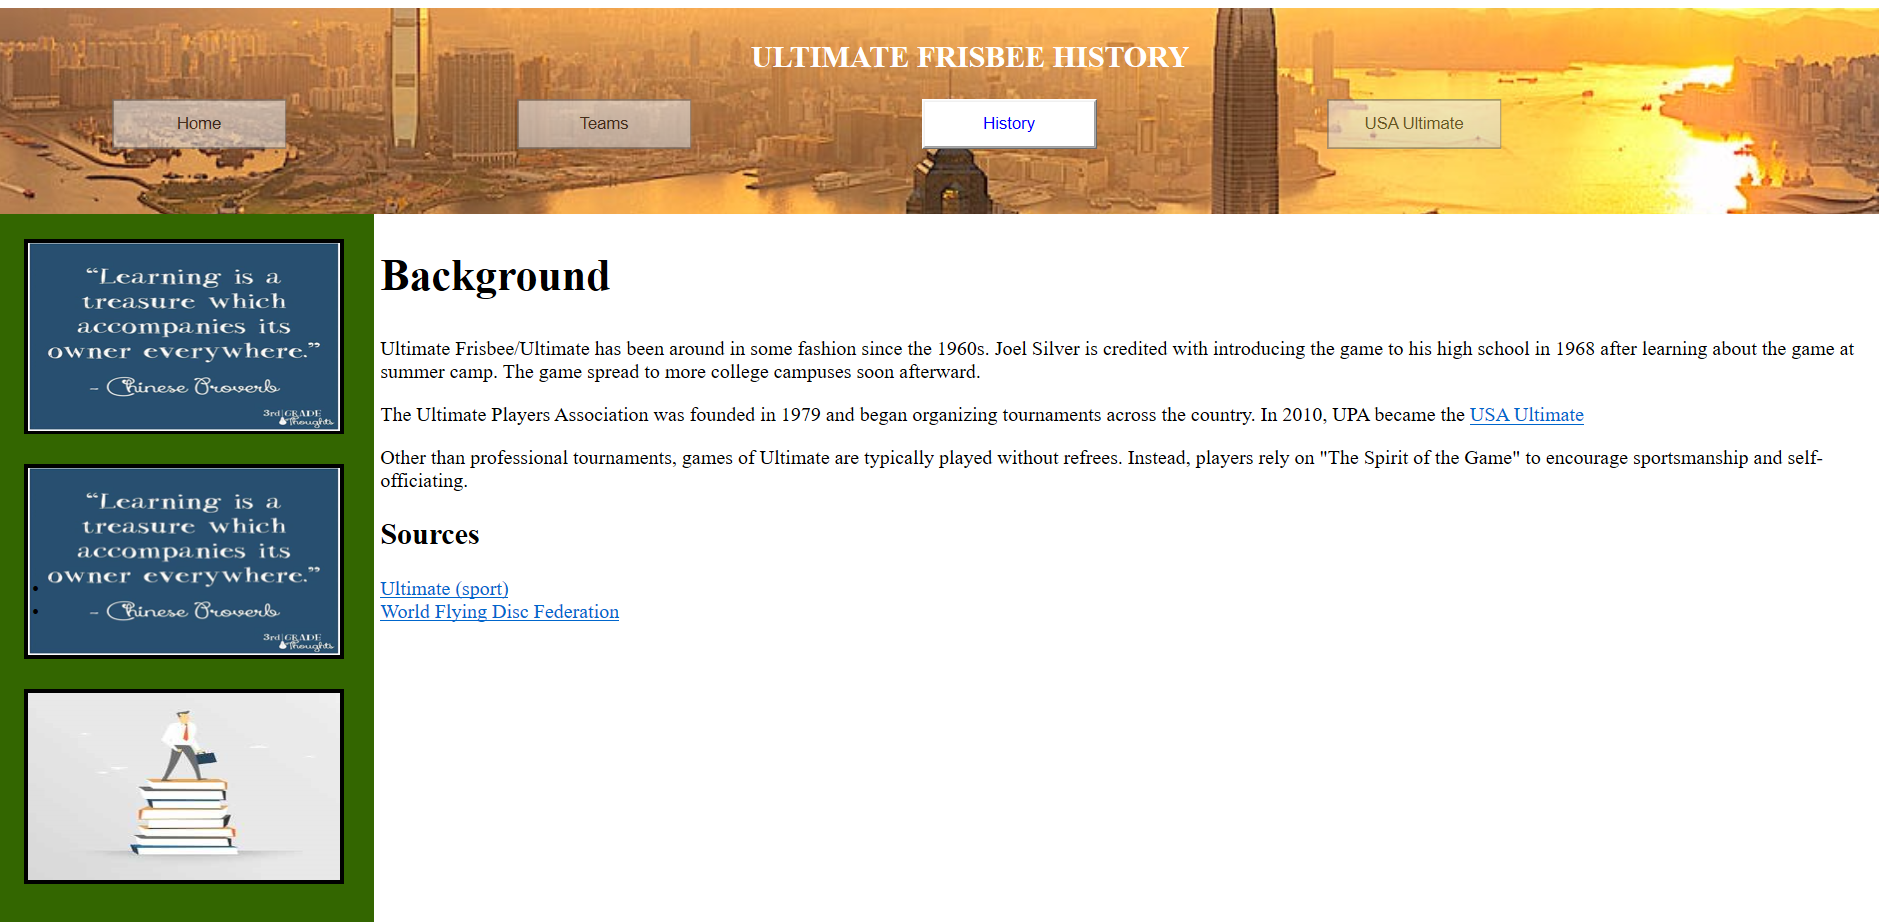 ULTIMATE FRISBEE HISTORY
Home
Teams
History
USA Ultimate
“Learning is a
treasure which
accompanies its
owner everywhere.”
- Chinese Proverb
3rd|GRADE
Thoughts
“Learning is a
treasure which
accompanies its
owner everywhere.”
- Chinese Proverb
3rd|GRADE
Thoughts
Background
Ultimate Frisbee/Ultimate has been around in some fashion since the 1960s. Joel Silver is credited with introducing the game to his high school in 1968 after learning about the game at
summer camp. The game spread to more college campuses soon afterward.
The Ultimate Players Association was founded in 1979 and began organizing tournaments across the country. In 2010, UPA became the USA Ultimate
Other than professional tournaments, games of Ultimate are typically played without refrees. Instead, players rely on "The Spirit of the Game" to encourage sportsmanship and self-
officiating.
Sources
Ultimate (sport)
World Flying Disc Federation